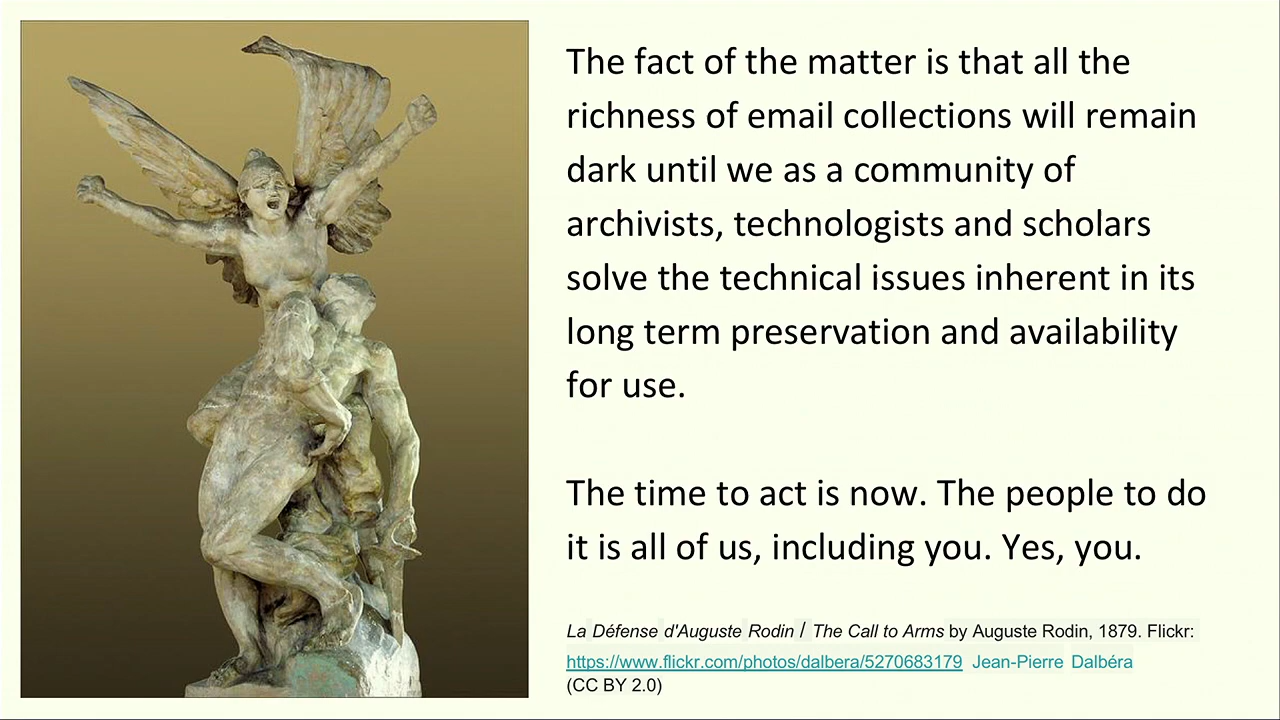 The fact of the matter is that all the
richness of email collections will remain
dark until we as a community of
archivists, technologists and scholars
solve the technical issues inherent in its
long term preservation and availability
for use.
The time to act is now. The people to do
it is all of us, including you. Yes, you.
La Défense d'Auguste Rodin / The Call to Arms by Auguste Rodin, 1879. Flickr:
https://www.flickr.com/photos/dalbera/5270683179 Jean-Pierre Dalbéra
(CC BY 2.0)